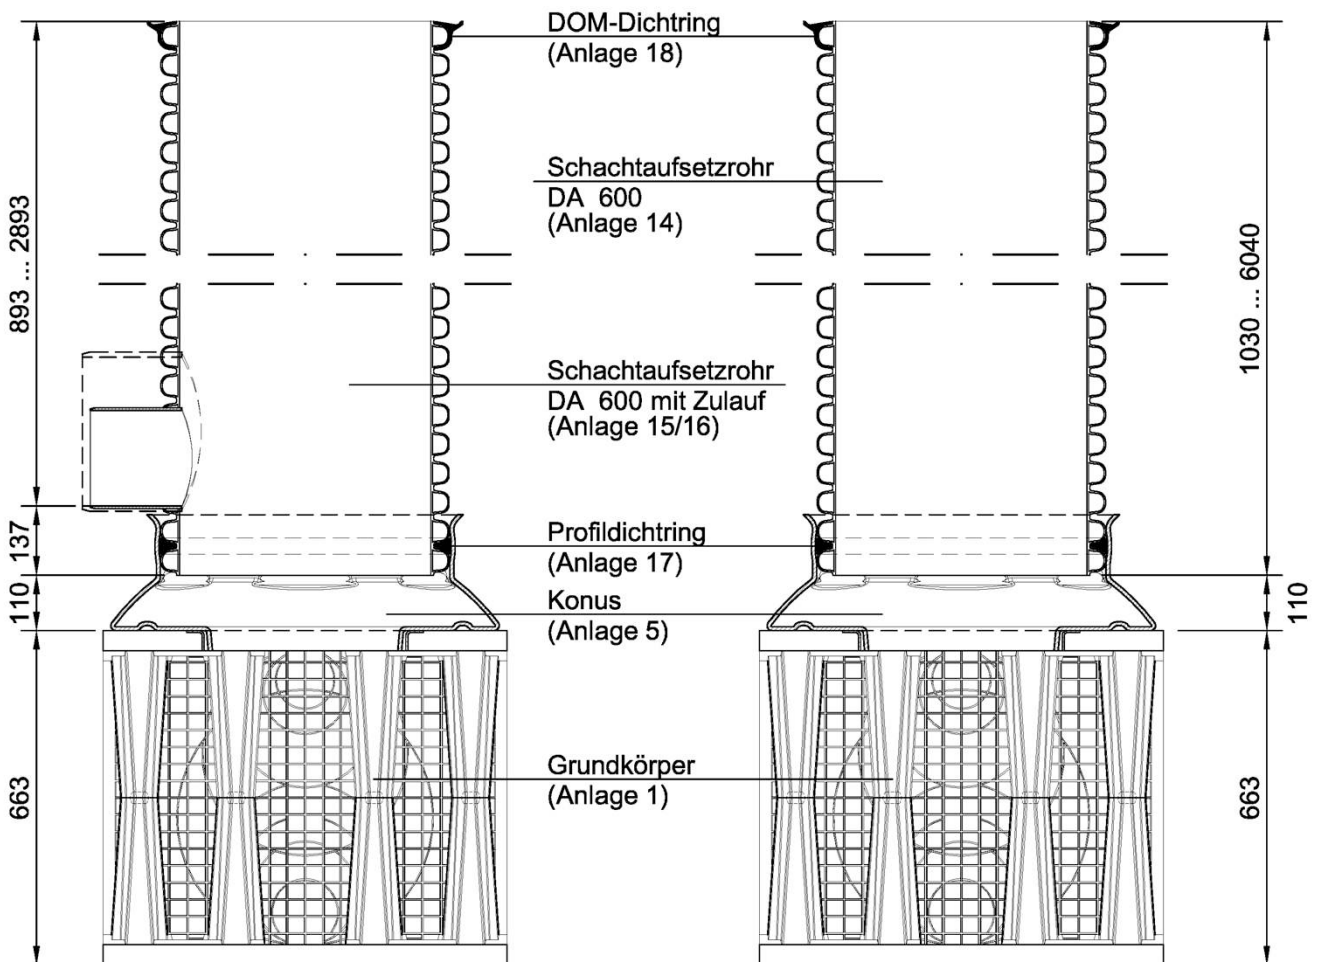 DOM-Dichtring
(Anlage 18)
Schachtaufsetzrohr
DA 600
(Anlage 14)
Schachtaufsetzrohr
DA 600 mit Zulauf
(Anlage 15/16)
Profildichtring
(Anlage 17)
Konus
(Anlage 5)
Grundkörper
(Anlage 1)
893 ... 2893
137
110
663
1030 ... 6040
110
663